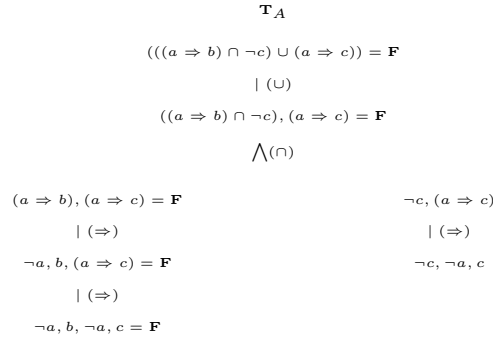 T_A
(((a ⇒ b) ∩ ¬c) ∪ (a ⇒ c)) = F
| (∪)
((a ⇒ b) ∩ ¬c), (a ⇒ c) = F
⋀(∩)
(a ⇒ b), (a ⇒ c) = F
| (⇒)
¬a, b, (a ⇒ c) = F
| (⇒)
¬a, b, ¬a, c = F
¬c, (a ⇒ c)
| (⇒)
¬c, ¬a, c